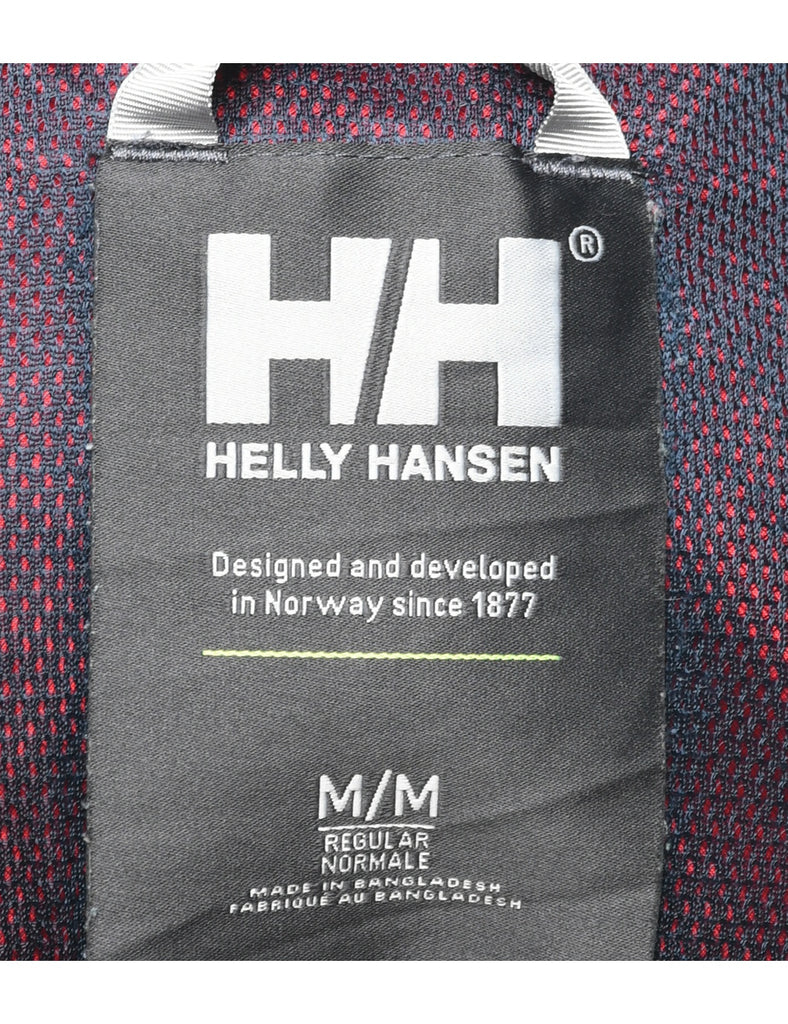 H/H ®
HELLY HANSEN
Designed and developed
in Norway since 1877
M/M
REGULAR
NORMALE
MADE IN BANGLADESH
FABRIQUÉ AU BANGLADESH